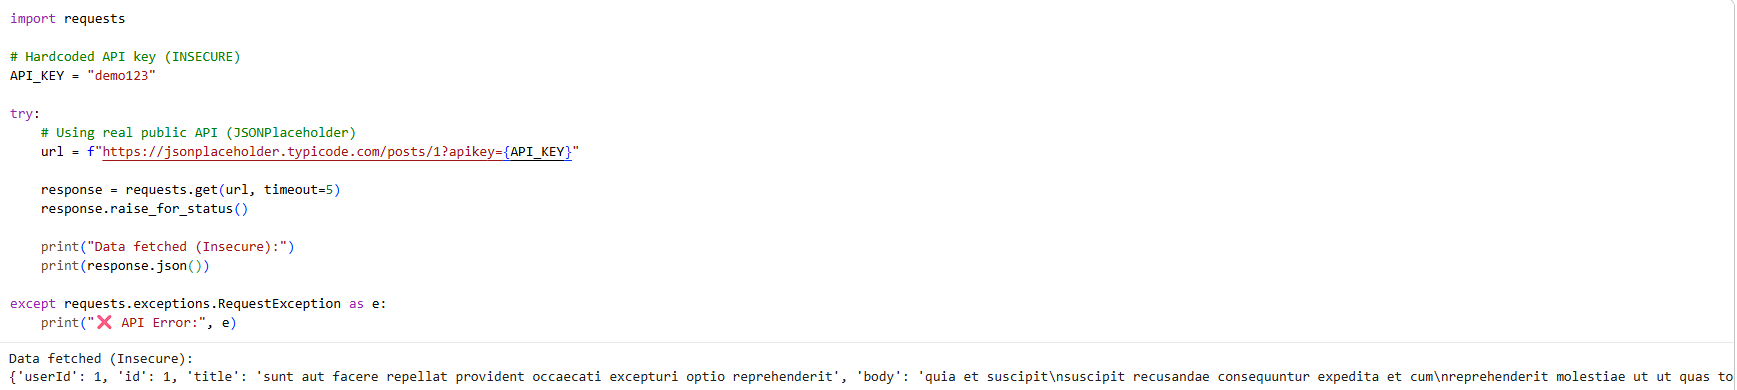 import requests
# Hardcoded API key (INSECURE)
API_KEY = "demo123"
try:
    # Using real public API (JSONPlaceholder)
    url = f"https://jsonplaceholder.typicode.com/posts/1?apikey={API_KEY}"
    response = requests.get(url, timeout=5)
    response.raise_for_status()
    print("Data fetched (Insecure):")
    print(response.json())
except requests.exceptions.RequestException as e:
    print("❌ API Error:", e)
Data fetched (Insecure):
{'userId': 1, 'id': 1, 'title': 'sunt aut facere repellat provident occaecati excepturi optio reprehenderit', 'body': 'quia et suscipit\nsuscipit recusandae consequuntur expedita et cum\nreprehenderit molestiae ut ut quas to